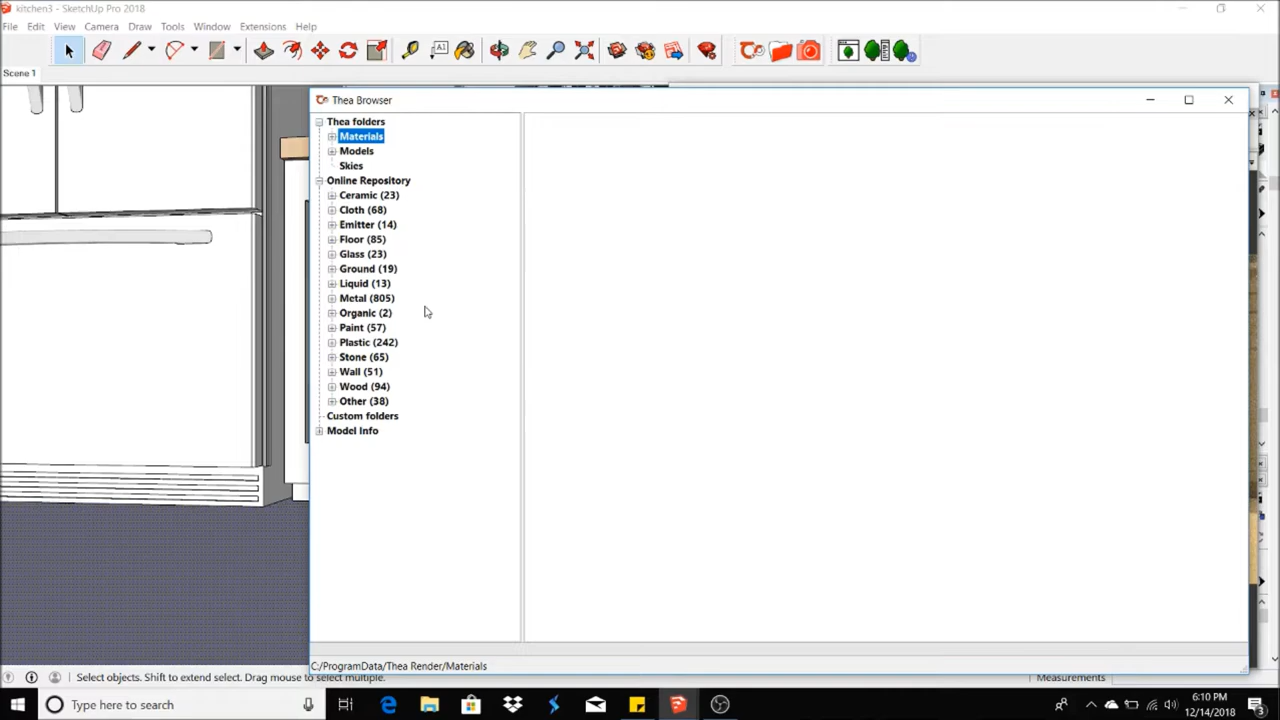 kitchen3 - SketchUp Pro 2018
File Edit View Camera Draw Tools Window Extensions Help
Scene 1
Thea Browser
Thea folders
Materials
Models
Skies
Online Repository
Ceramic (23)
Cloth (68)
Emitter (14)
Floor (85)
Glass (23)
Ground (19)
Liquid (13)
Metal (805)
Organic (2)
Paint (57)
Plastic (242)
Stone (65)
Wall (51)
Wood (94)
Other (38)
Custom folders
Model Info
C:/ProgramData/Thea Render/Materials
Select objects. Shift to extend select. Drag mouse to select multiple.
Measurements
Type here to search
6:10 PM
12/14/2018
3